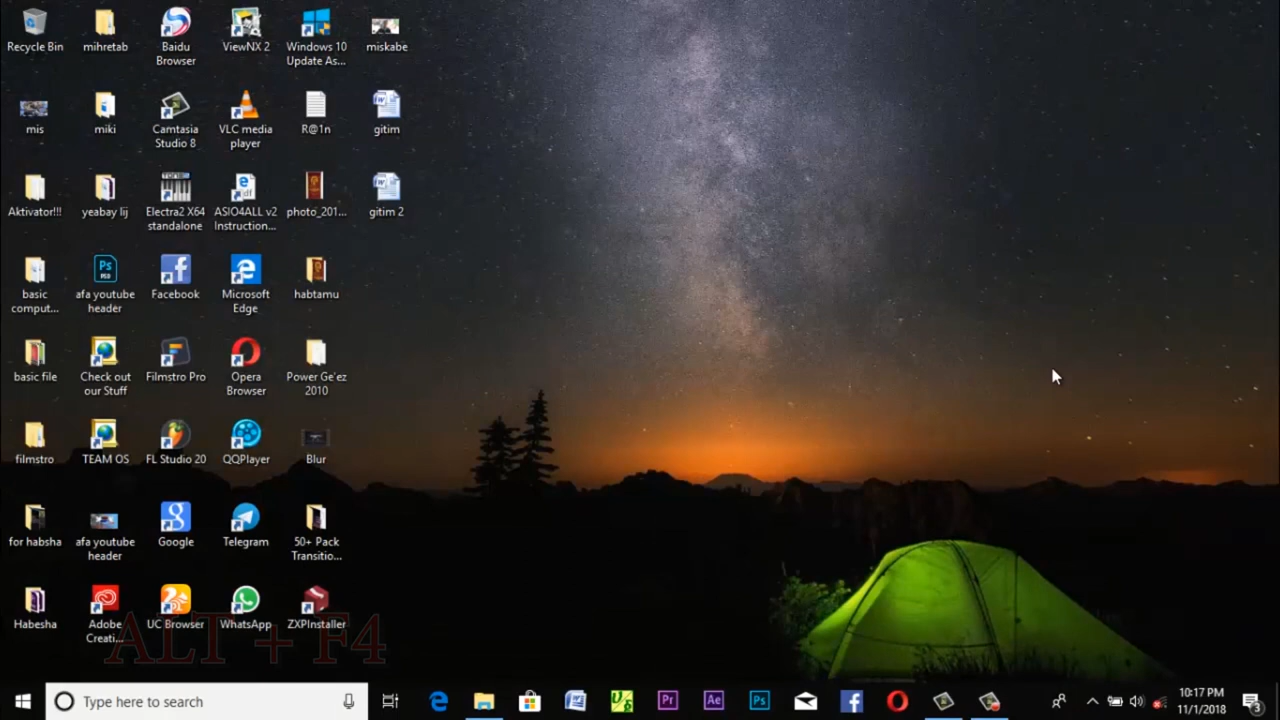 Recycle Bin
mihretab
Baidu
Browser
ViewNX 2
Windows 10
Update As...
miskabe
mis
miki
Camtasia
Studio 8
VLC media
player
R@1n
gitim
Aktivator!!!
yeabay lij
Electra2 X64
standalone
ASIO4ALL v2
Instruction...
photo_201...
gitim 2
basic
comput...
afa youtube
header
Facebook
Microsoft
Edge
habtamu
basic file
Check out
our Stuff
Filmstro Pro
Opera
Browser
Power Ge'ez
2010
filmstro
TEAM OS
FL Studio 20
QQPlayer
Blur
for habsha
afa youtube
header
Google
Telegram
50+ Pack
Transitio...
Habesha
Adobe
Creati...
UC Browser
WhatsApp
ZXPInstaller
ALT + F4
Type here to search
10:17 PM
11/1/2018